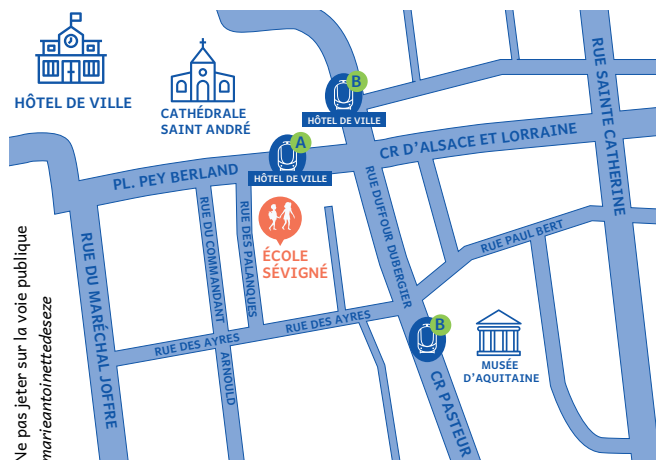 HÔTEL DE VILLE
CATHÉDRALE
SAINT ANDRÉ
B
HÔTEL DE VILLE
A
HÔTEL DE VILLE
PL. PEY BERLAND
CR D'ALSACE ET LORRAINE
RUE SAINTE CATHERINE
RUE DUFFOUR DUBERGIER
RUE DU COMMANDANT
ARNOULD
RUE DES PALANQUES
ÉCOLE
SÉVIGNÉ
RUE PAUL BERT
RUE DU MARÉCHAL JOFFRE
RUE DES AYRES
RUE DES AYRES
B
MUSÉE
D'AQUITAINE
CR PASTEUR
Ne pas jeter sur la voie publique
marieantoinettedeseze